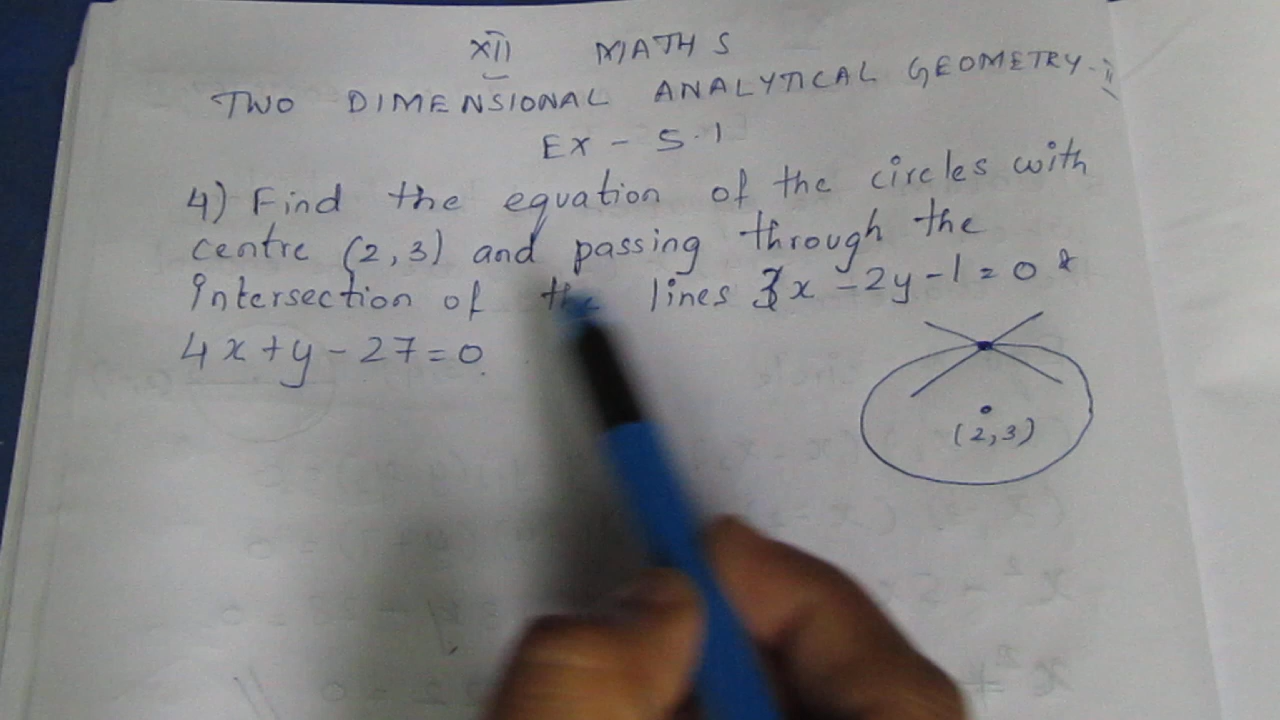 XII MATHS
TWO DIMENSIONAL ANALYTICAL GEOMETRY-II
EX - 5.1
4) Find the equation of the circles with
centre (2,3) and passing through the
intersection of the lines 3x - 2y - 1 = 0 &
4x + y - 27 = 0.
(2,3)